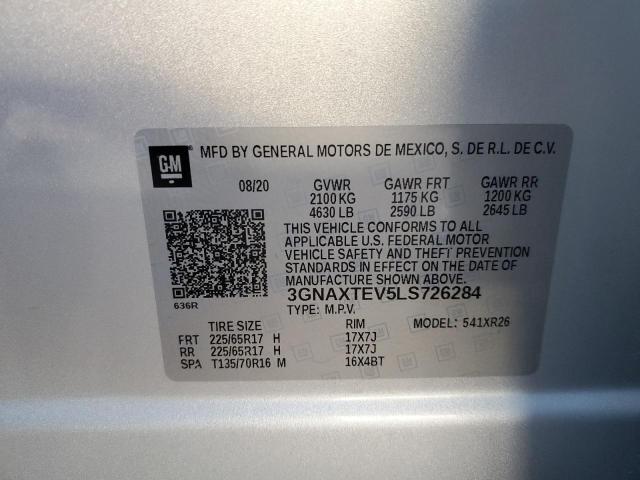 GM MFD BY GENERAL MOTORS DE MEXICO, S. DE R.L. DE C.V.
08/20 GVWR GAWR FRT GAWR RR
2100 KG 1175 KG 1200 KG
4630 LB 2590 LB 2645 LB
THIS VEHICLE CONFORMS TO ALL
APPLICABLE U.S. FEDERAL MOTOR
VEHICLE SAFETY AND THEFT PREVENTION
STANDARDS IN EFFECT ON THE DATE OF
MANUFACTURE SHOWN ABOVE.
3GNAXTEV5LS726284
636R TYPE: M.P.V.
TIRE SIZE RIM MODEL: 541XR26
FRT 225/65R17 H 17X7J
RR 225/65R17 H 17X7J
SPA T135/70R16 M 16X4BT